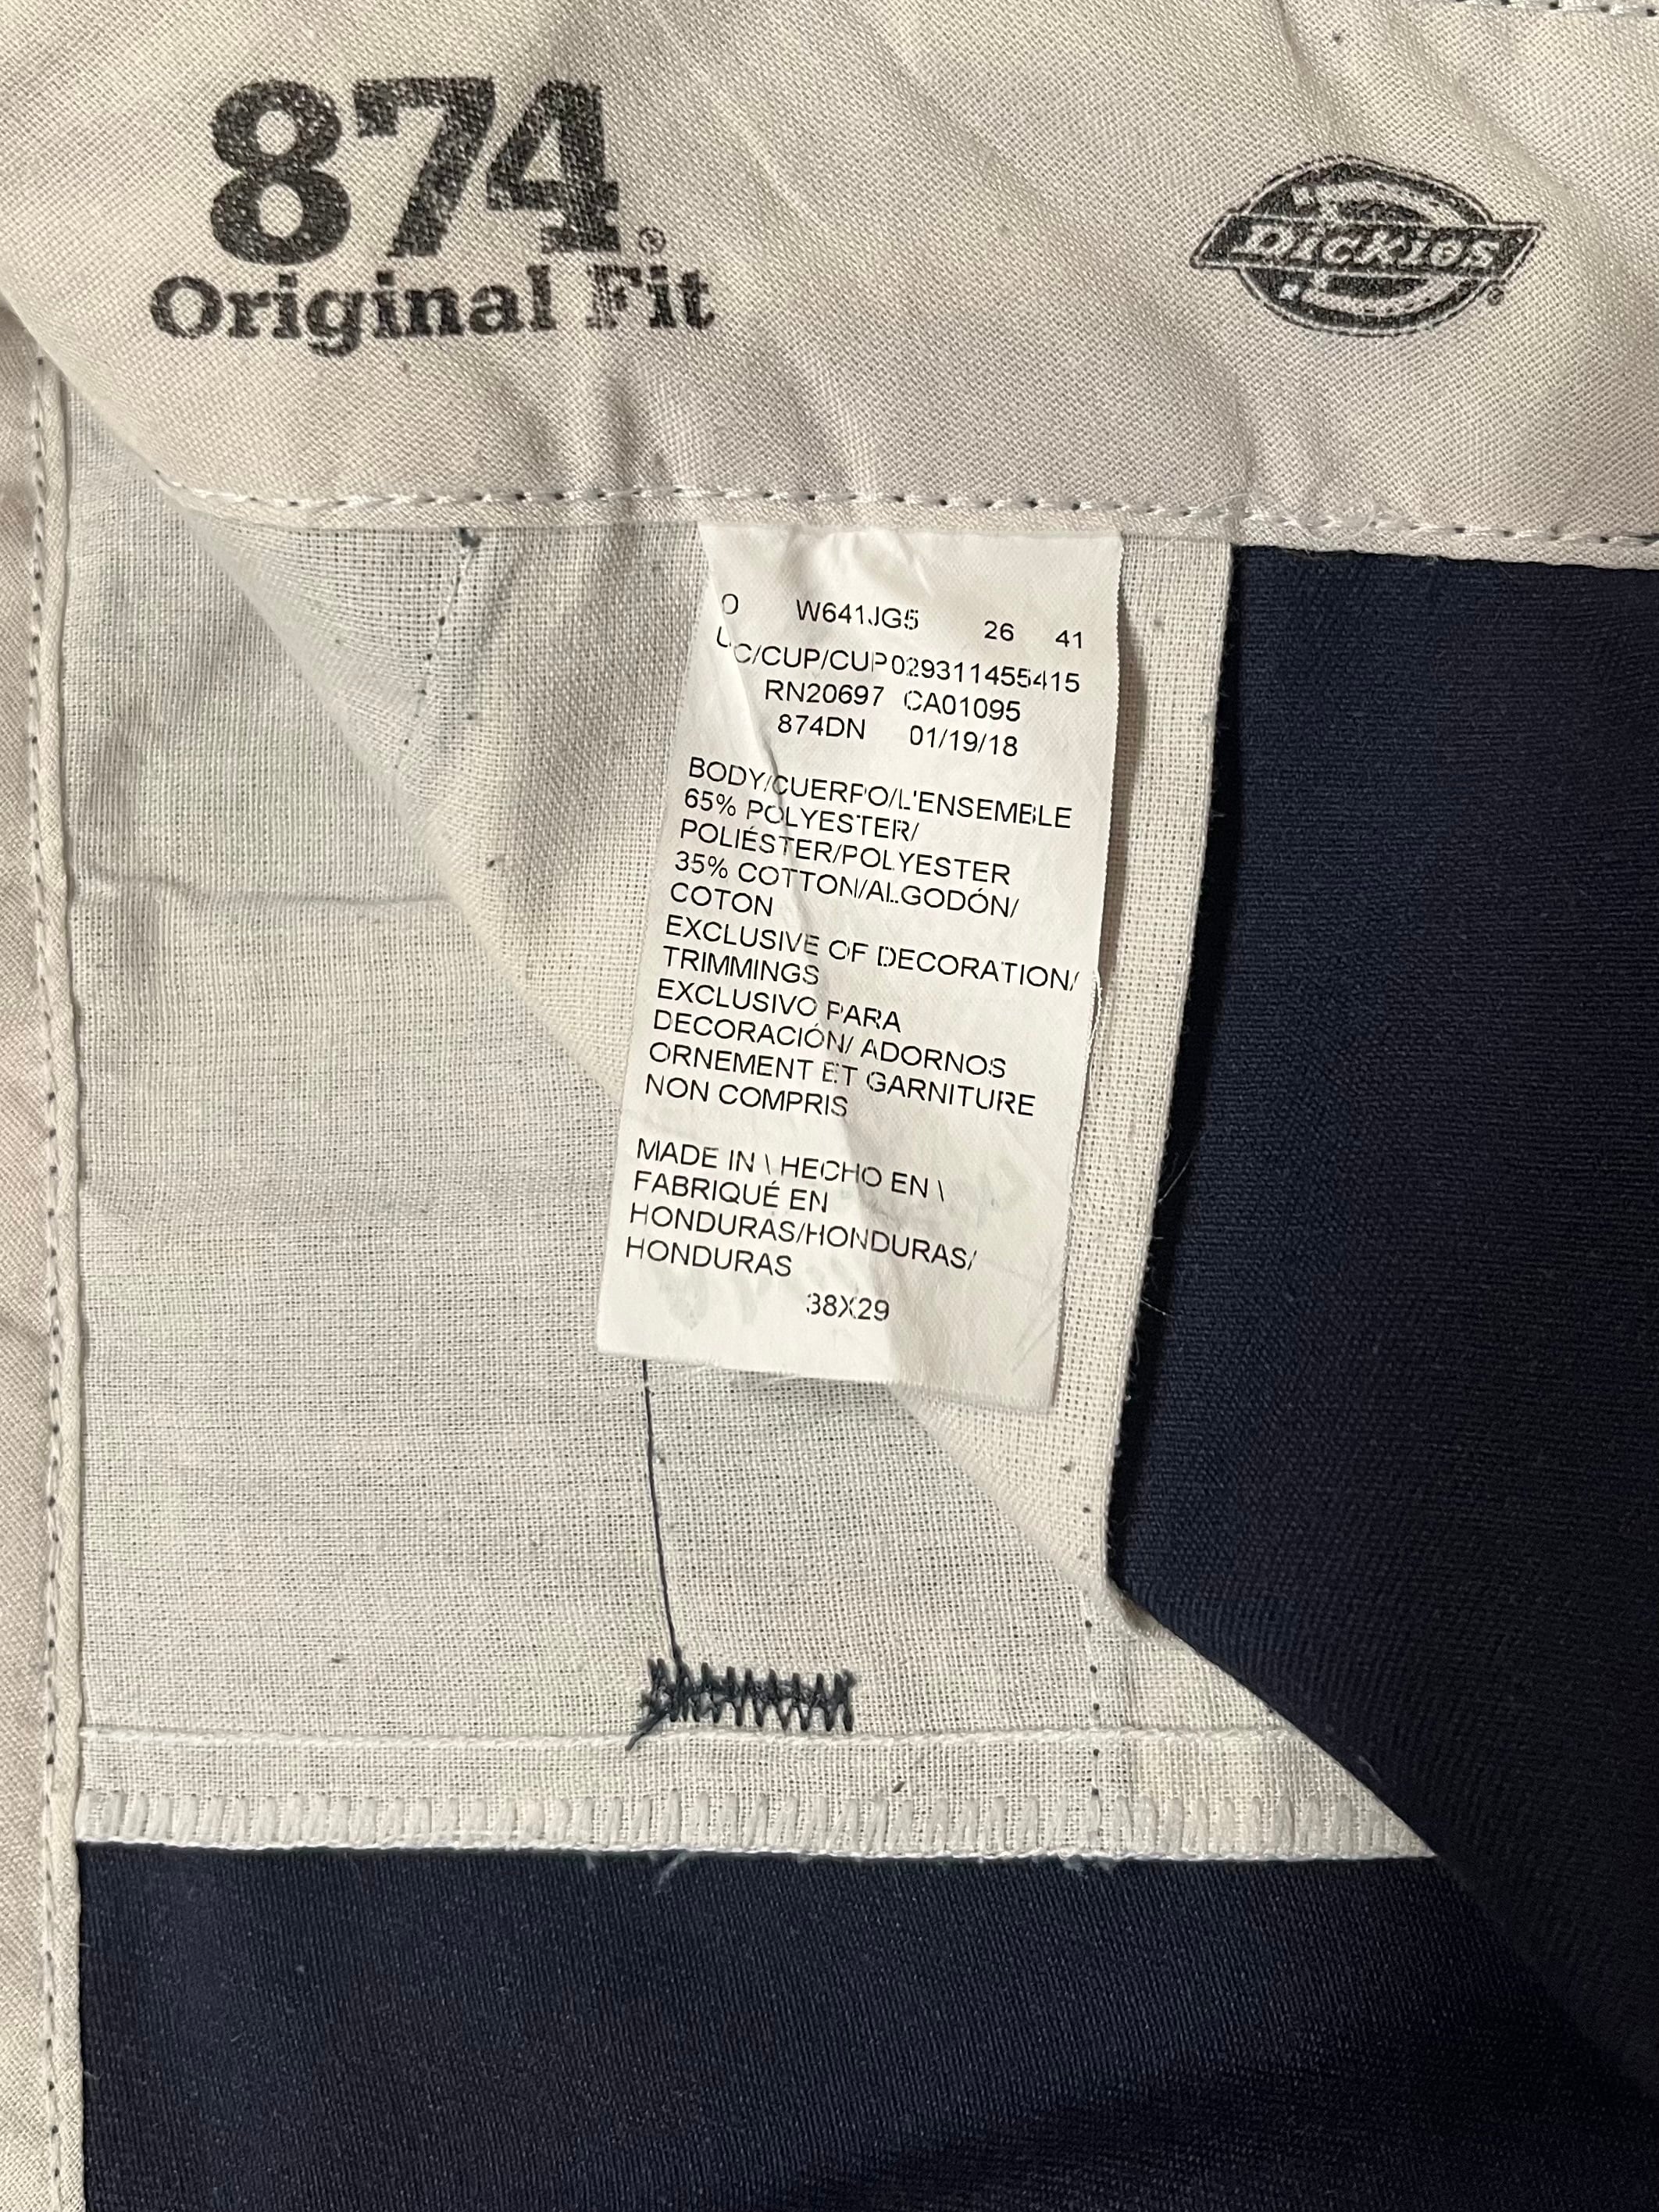 874®
Original Fit
Dickies®
O W641JG5 26 41
UC/CUP/CUP029311455415
RN20697 CA01095
874DN 01/19/18
BODY/CUERPO/L'ENSEMBLE
65% POLYESTER/
POLIÉSTER/POLYESTER
35% COTTON/ALGODÓN/
COTON
EXCLUSIVE OF DECORATION/
TRIMMINGS
EXCLUSIVO PARA
DECORACIÓN/ ADORNOS
ORNEMENT ET GARNITURE
NON COMPRIS
MADE IN \ HECHO EN \
FABRIQUÉ EN
HONDURAS/HONDURAS/
HONDURAS
38X29